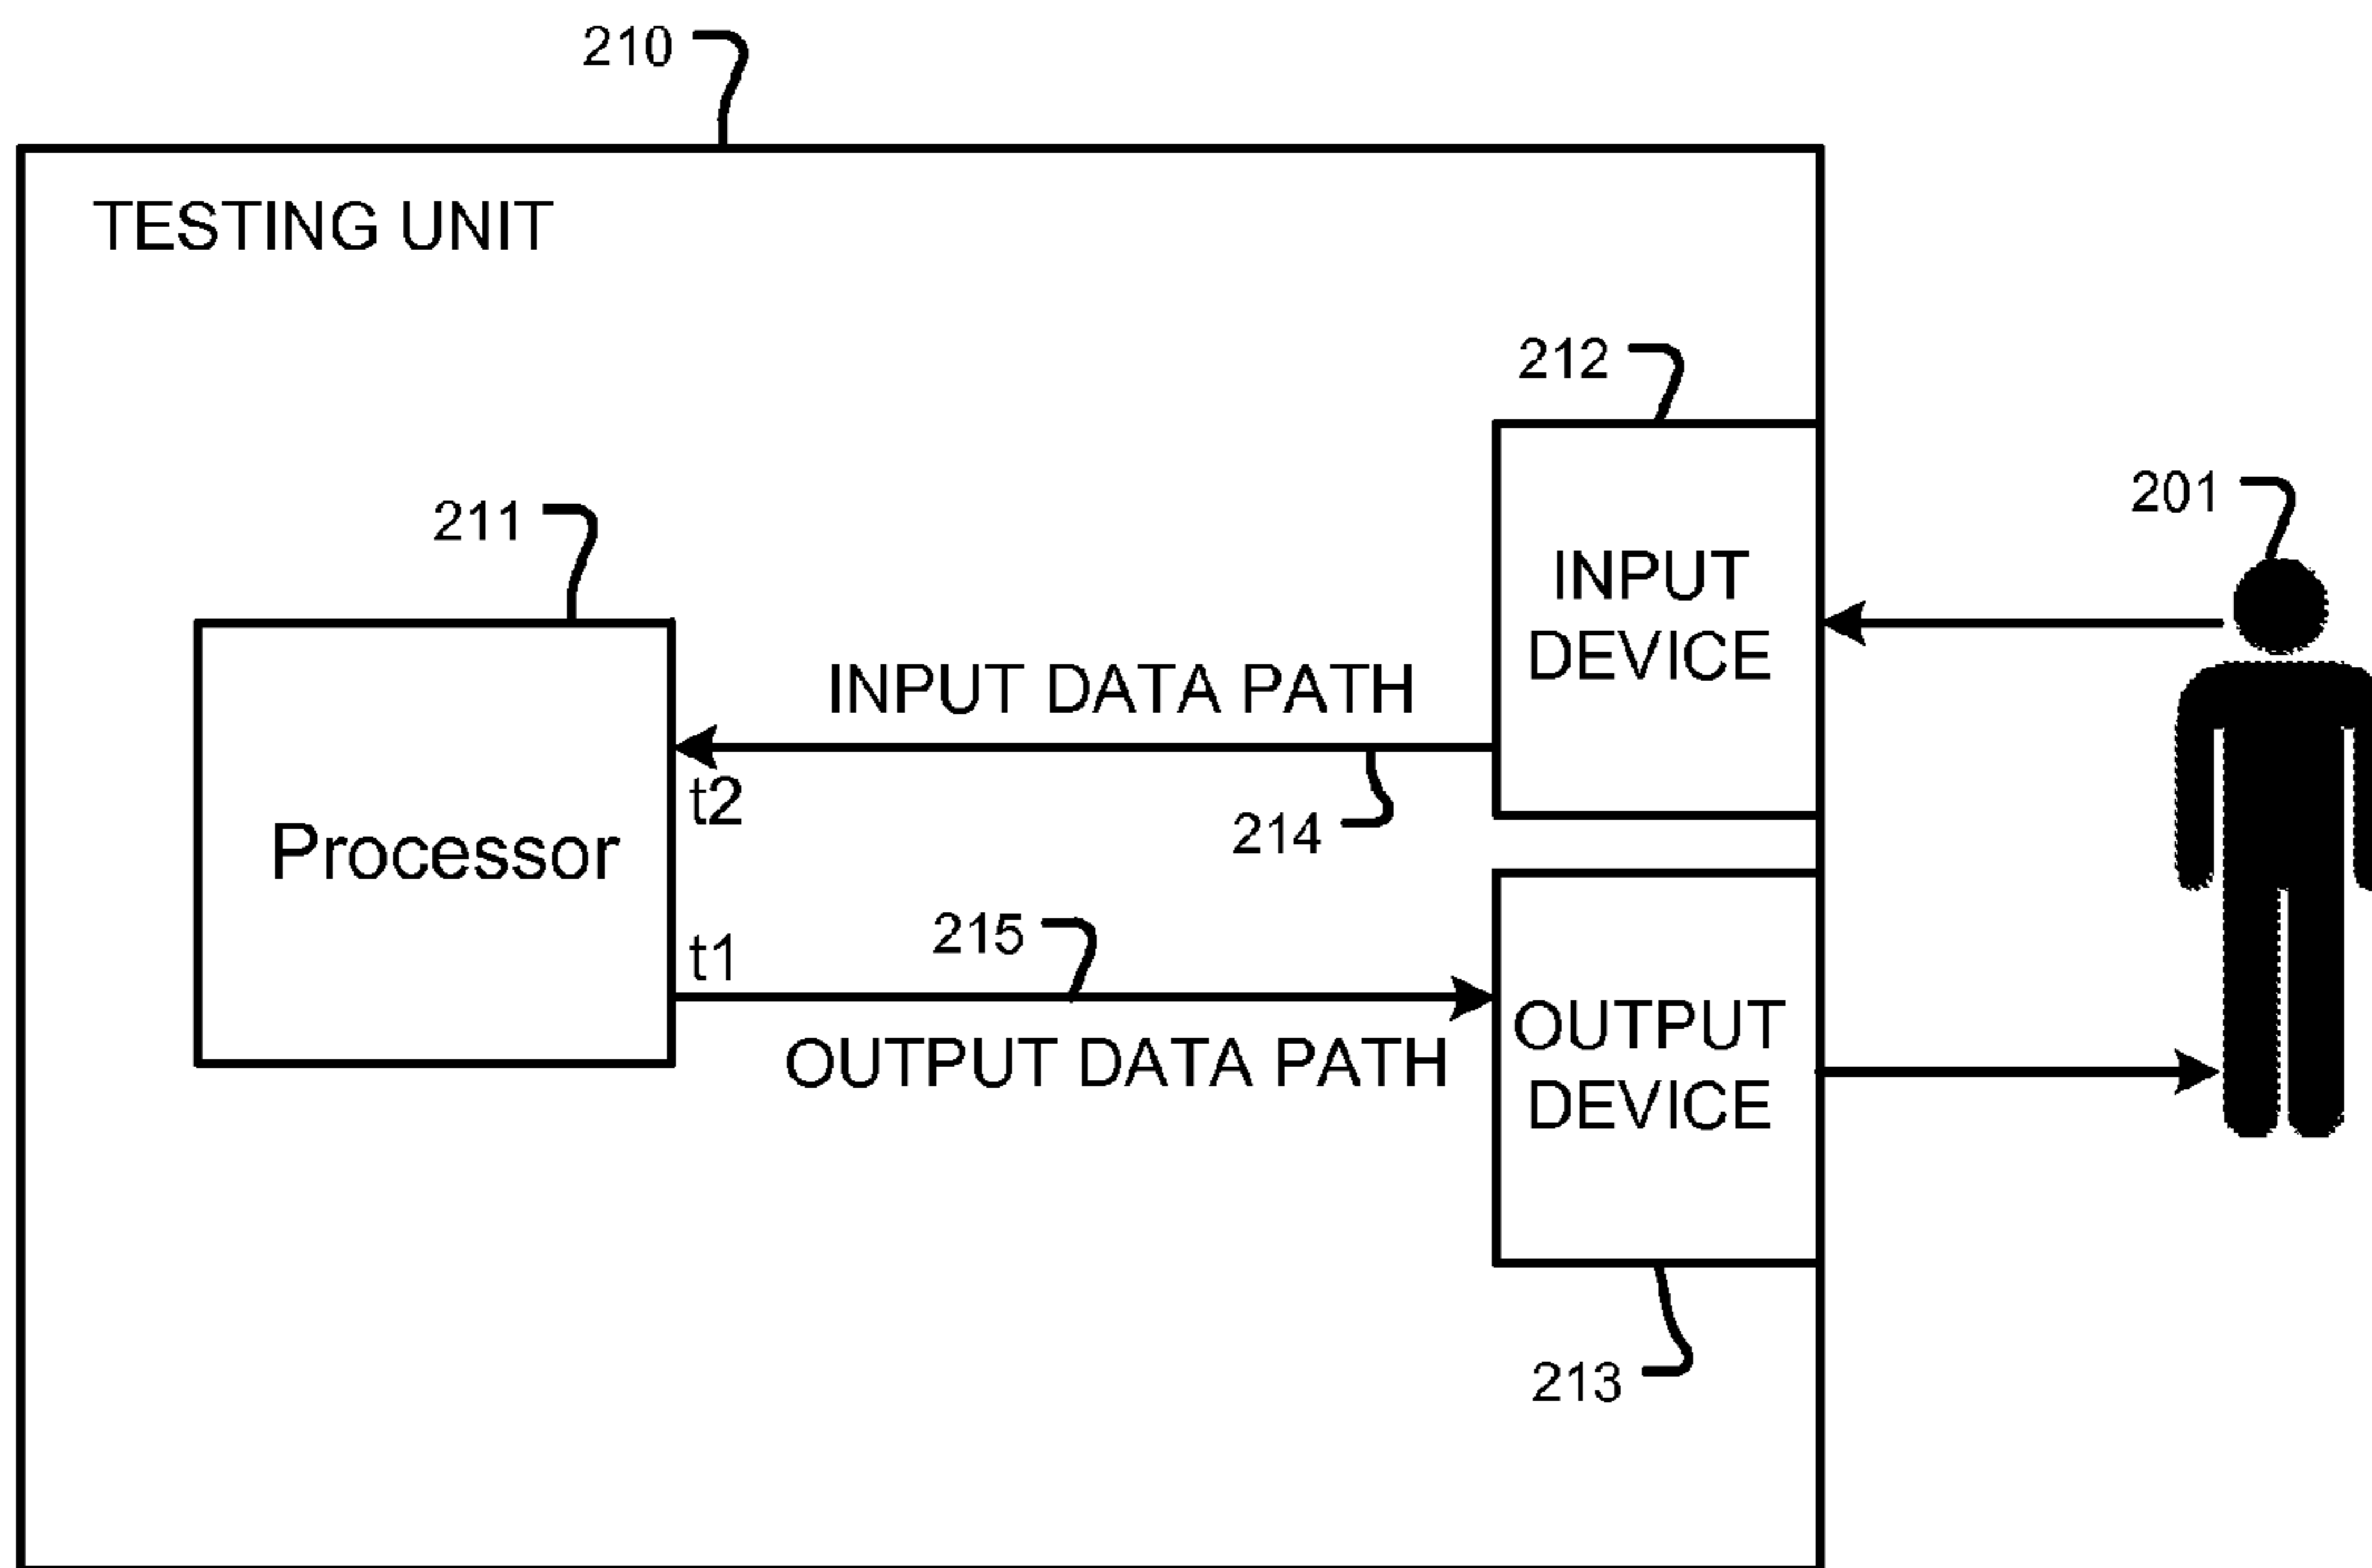 210
TESTING UNIT
212
201
211
INPUT
DEVICE
INPUT DATA PATH
t2
214
Processor
215
t1
OUTPUT
DEVICE
OUTPUT DATA PATH
213